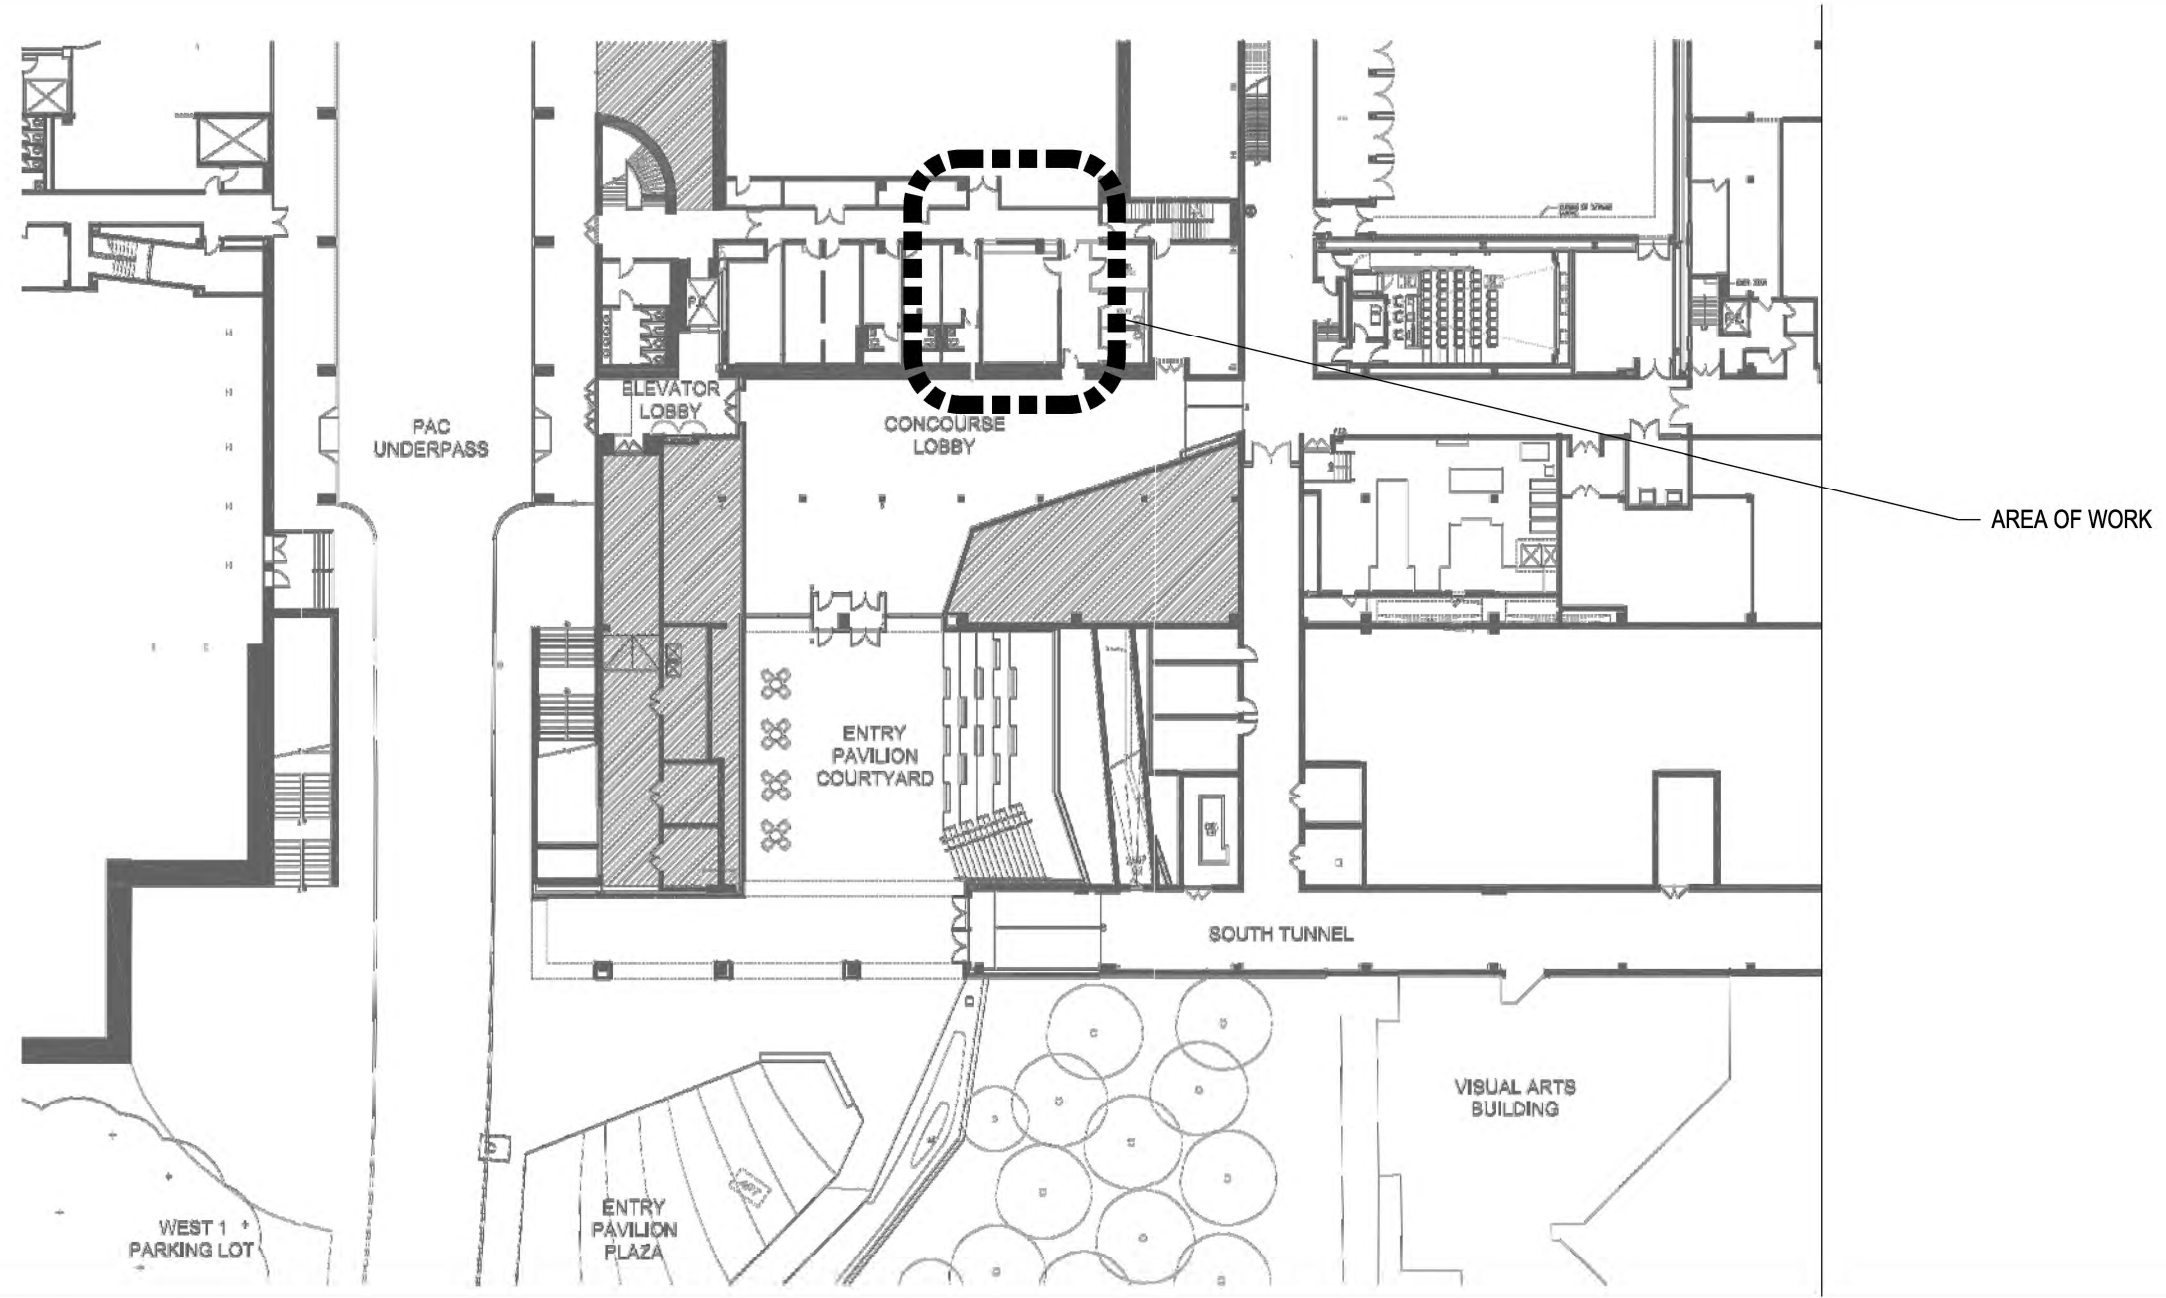 ELEVATOR
LOBBY
PAC
UNDERPASS
CONCOURSE
LOBBY
AREA OF WORK
ENTRY
PAVILION
COURTYARD
SOUTH TUNNEL
VISUAL ARTS
BUILDING
ENTRY
PAVILION
PLAZA
WEST 1
PARKING LOT